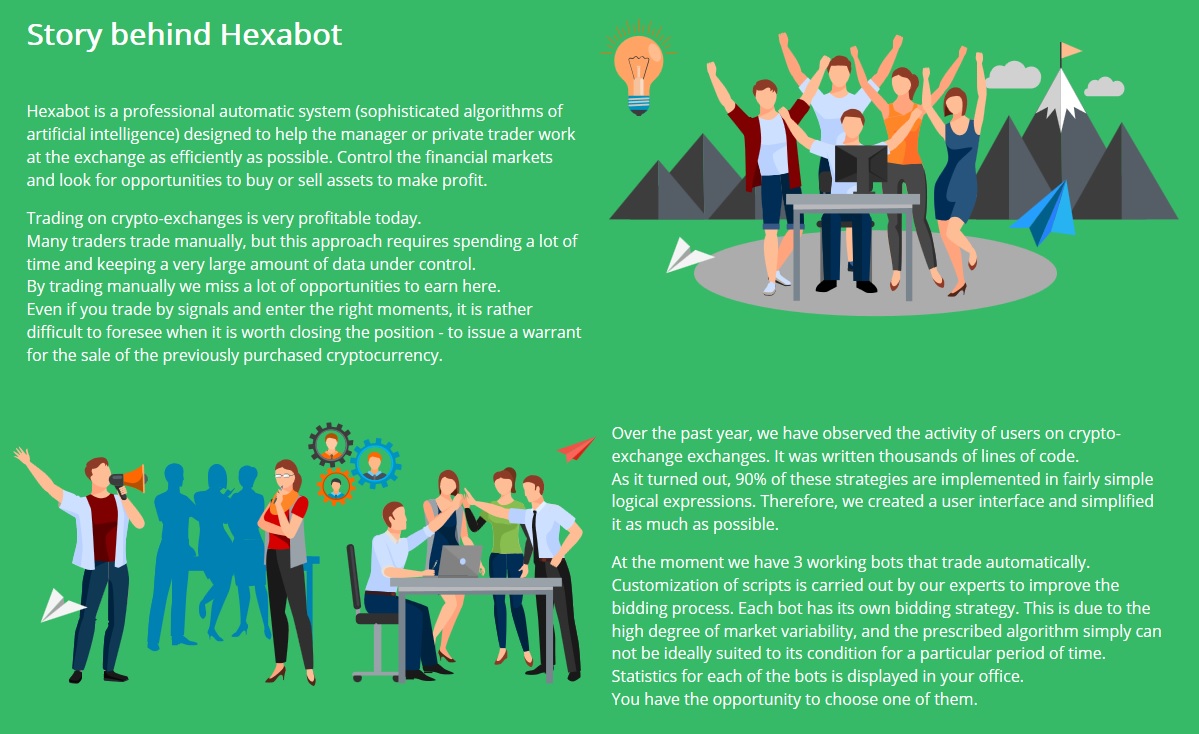 Story behind Hexabot
Hexabot is a professional automatic system (sophisticated algorithms of
artificial intelligence) designed to help the manager or private trader work
at the exchange as efficiently as possible. Control the financial markets
and look for opportunities to buy or sell assets to make profit.
Trading on crypto-exchanges is very profitable today.
Many traders trade manually, but this approach requires spending a lot of
time and keeping a very large amount of data under control.
By trading manually we miss a lot of opportunities to earn here.
Even if you trade by signals and enter the right moments, it is rather
difficult to foresee when it is worth closing the position - to issue a warrant
for the sale of the previously purchased cryptocurrency.
Over the past year, we have observed the activity of users on crypto-
exchange exchanges. It was written thousands of lines of code.
As it turned out, 90% of these strategies are implemented in fairly simple
logical expressions. Therefore, we created a user interface and simplified
it as much as possible.
At the moment we have 3 working bots that trade automatically.
Customization of scripts is carried out by our experts to improve the
bidding process. Each bot has its own bidding strategy. This is due to the
high degree of market variability, and the prescribed algorithm simply can
not be ideally suited to its condition for a particular period of time.
Statistics for each of the bots is displayed in your office.
You have the opportunity to choose one of them.